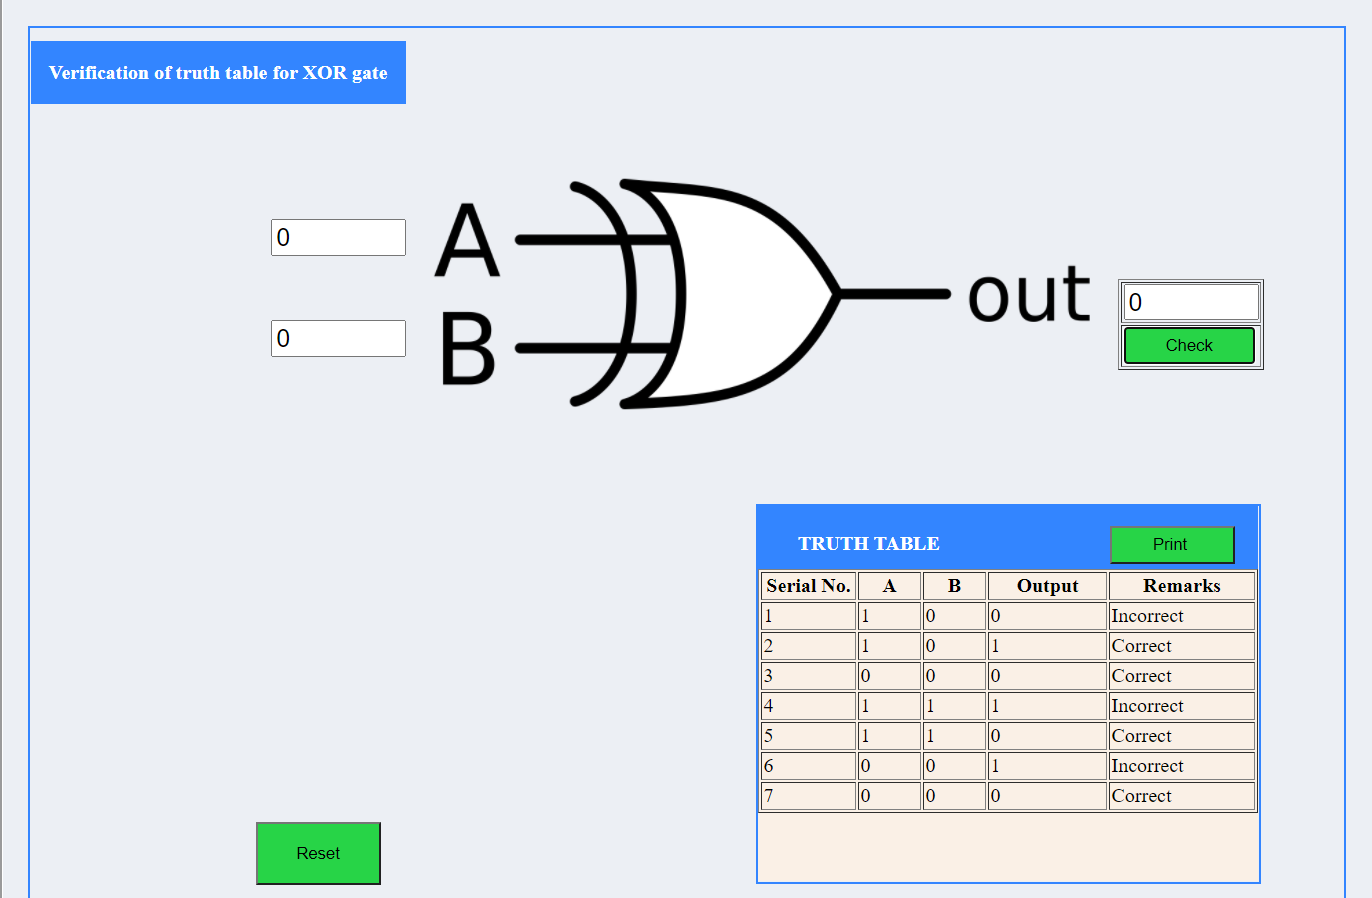 Verification of truth table for XOR gate
0
A
0
B
out
0
Check
TRUTH TABLE
Print
Serial No. A B Output Remarks
1 1 0 0 Incorrect
2 1 0 1 Correct
3 0 0 0 Correct
4 1 1 1 Incorrect
5 1 1 0 Correct
6 0 0 1 Incorrect
7 0 0 0 Correct
Reset